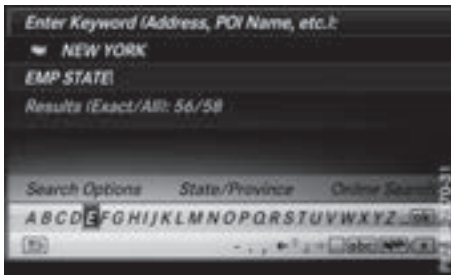 Enter Keyword (Address, POI Name, etc.):
NEW YORK
EMP STATE
Results (Exact/All): 56/58
Search Options State/Province Online Search
A B C D E F G H I J K L M N O P Q R S T U V W X Y Z _ ok
abc